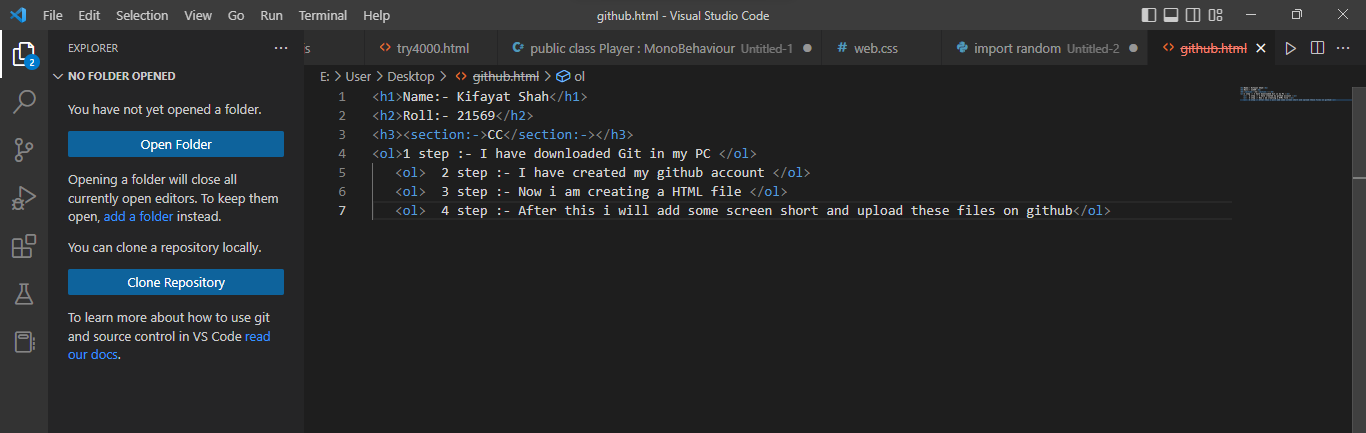 File Edit Selection View Go Run Terminal Help github.html - Visual Studio Code
EXPLORER ···
s try4000.html public class Player : MonoBehaviour Untitled-1 web.css import random Untitled-2 github.html
E: > User > Desktop > github.html > ol
2
NO FOLDER OPENED
You have not yet opened a folder.
Open Folder
Opening a folder will close all
currently open editors. To keep them
open, add a folder instead.
You can clone a repository locally.
Clone Repository
To learn more about how to use git
and source control in VS Code read
our docs.
1 <h1>Name:- Kifayat Shah</h1>
2 <h2>Roll:- 21569</h2>
3 <h3><section:->CC</section:-></h3>
4 <ol>1 step :- I have downloaded Git in my PC </ol>
5 <ol>  2 step :- I have created my github account </ol>
6 <ol>  3 step :- Now i am creating a HTML file </ol>
7 <ol>  4 step :- After this i will add some screen short and upload these files on github</ol>